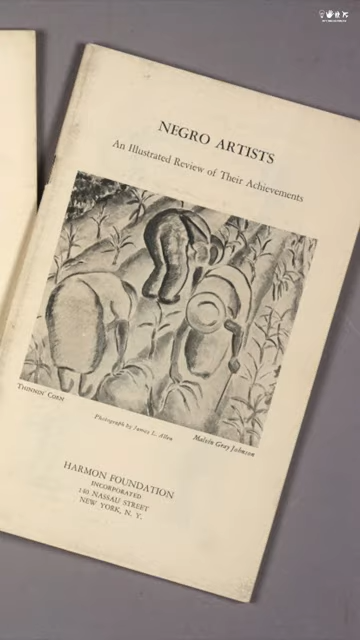 NEGRO ARTISTS
An Illustrated Review of Their Achievements
THINNIN' CORN
Malvin Gray Johnson
Photograph by James L. Allen
HARMON FOUNDATION
INCORPORATED
140 NASSAU STREET
NEW YORK, N. Y.